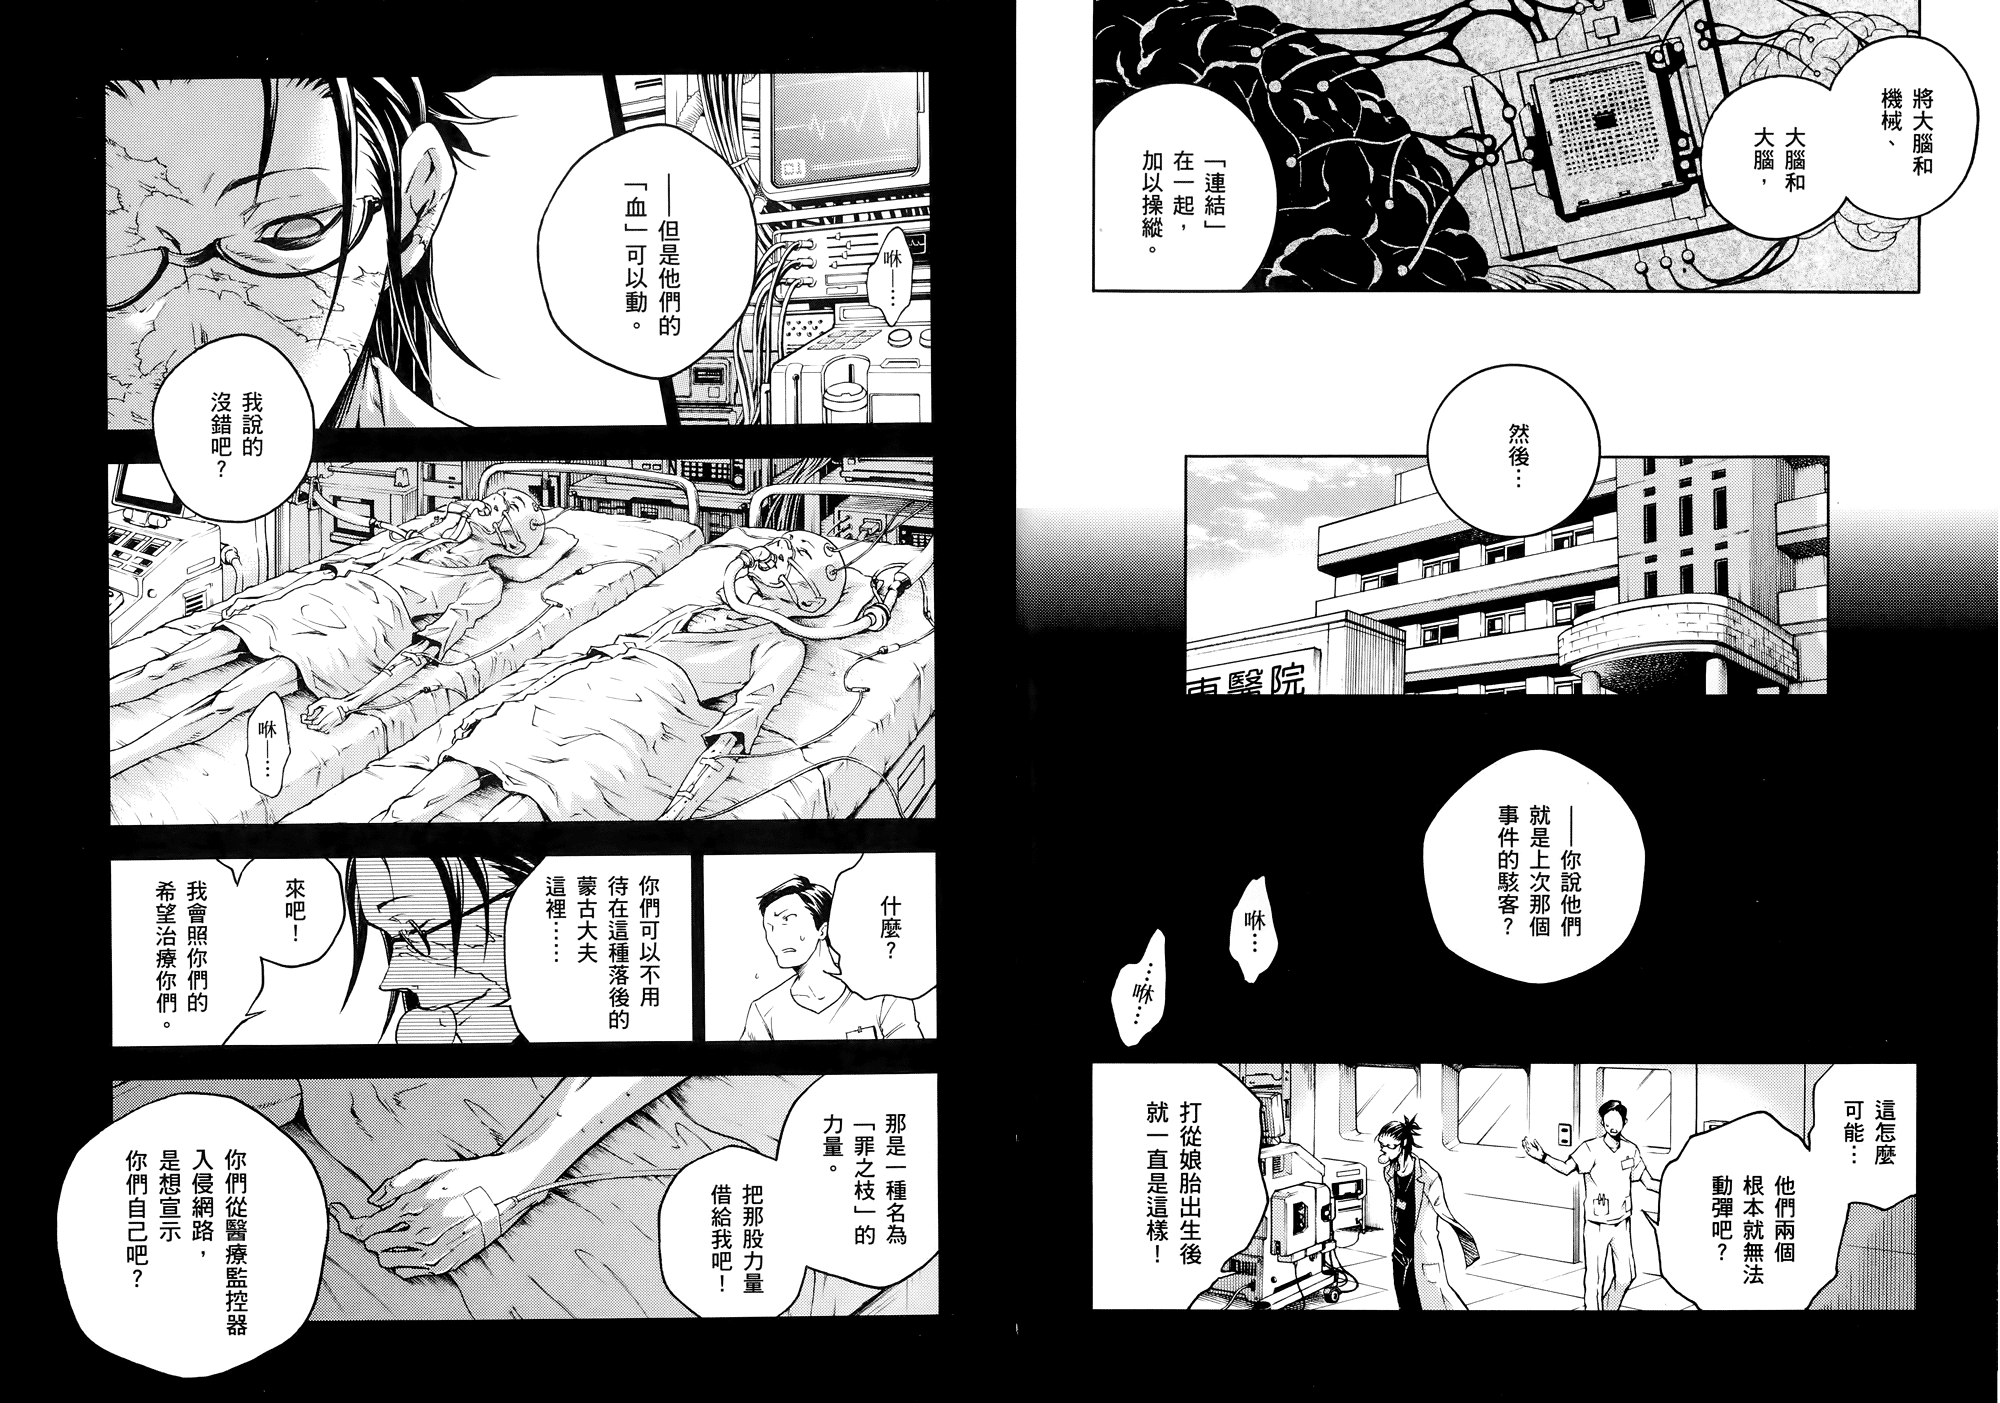 將大腦和
機械、
大腦和
大腦，
「連結」
在一起，
加以操縱。
然後…
東醫院
——你說他們
就是上次那個
事件的駭客？
咻…
…咻…
這怎麼
可能…
他們兩個
根本就無法
動彈吧？
打從娘胎出生後
就一直是這樣！
咻——…
——但是他們的
「血」可以動。
01
我說的
沒錯吧？
咻——…
什麼？
你們可以不用
待在這種落後的
蒙古大夫
這裡……
來吧！
我會照你們的
希望治療你們。
那是一種名為
「罪之枝」的
力量。
把那股力量
借給我吧！
你們從醫療監控器
入侵網路，
是想宣示
你們自己吧？